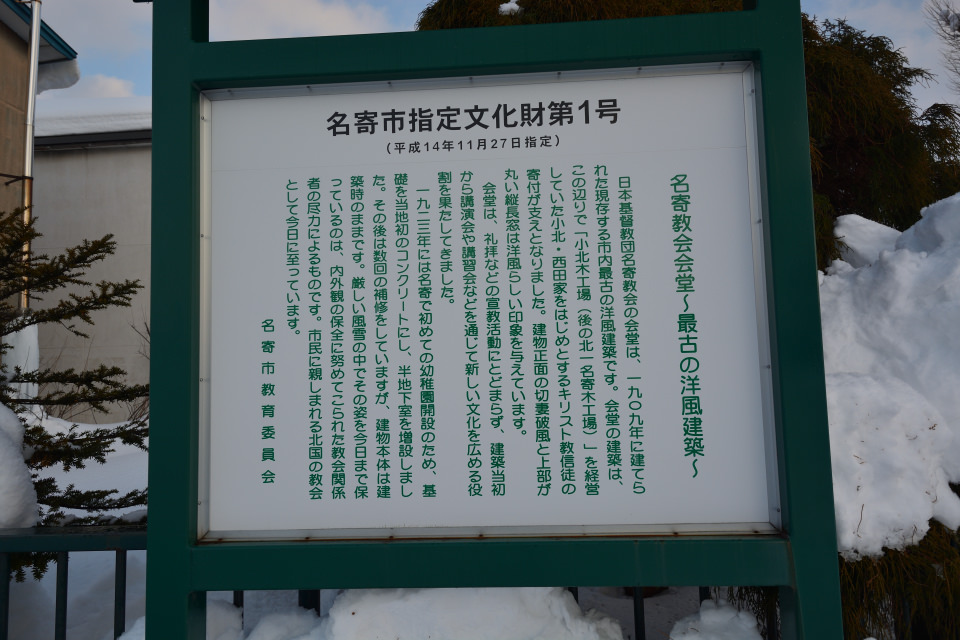 名寄市指定文化財第1号
（平成14年11月27日指定）
名寄教会会堂～最古の洋風建築～
日本基督教団名寄教会の会堂は、一九〇九年に建てら
れた現存する市内最古の洋風建築です。会堂の建築は、
この辺りで「小北木工場（後の北一名寄木工場）」を経営
していた小北・西田家をはじめとするキリスト教信徒の
寄付が支えとなりました。建物正面の切妻破風と上部が
丸い縦長窓は洋風らしい印象を与えています。
会堂は、礼拝などの宣教活動にとどまらず、建築当初
から講演会や講習会などを通じて新しい文化を広める役
割を果たしてきました。
一九二三年には名寄で初めての幼稚園開設のため、基
礎を当地初のコンクリートにし、半地下室を増設しまし
た。その後は数回の補修をしていますが、建物本体は建
築時のままです。厳しい風雪の中でその姿を今日まで保
っているのは、内外観の保全に努めてこられた教会関係
者の尽力によるものです。市民に親しまれる北国の教会
として今日に至っています。
名寄市教育委員会